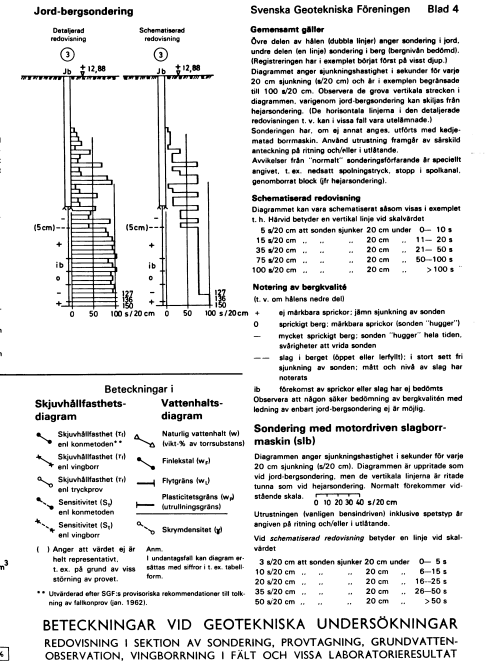 Jord-bergsondering
Detaljerad
redovisning
Schematiserad
redovisning
3
3
Jb
+ 12,88
Jb
+ 12,88
–
(5cm)
–
+
ib
o
–
+
127
136
150
–
(5cm)
–
+
ib
o
–
+
127
136
150
0 50 100 s/20 cm
0 50 100 s/20 cm
Svenska Geotekniska Föreningen Blad 4
Gemensamt gäller
Övre delen av hålen (dubbla linjer) anger sondering i jord,
undre delen (en linje) sondering i berg (bergnivån bedömd).
(Registreringen har i exemplet börjat först på visst djup.)
Diagrammet anger sjunkningshastighet i sekunder för varje
20 cm sjunkning (s/20 cm) och är i exemplen begränsade
till 100 s/20 cm. Observera de grova vertikala strecken i
diagrammen, varigenom jord-bergsondering kan skiljas från
hejarsondering. (De horisontala linjerna i den detaljerade
redovisningen t. v. kan i vissa fall vara utelämnade.)
Sonderingen har, om ej annat anges, utförts med kedje-
matad borrmaskin. Använd utrustning framgår av särskild
anteckning på ritning och/eller i utlåtande.
Avvikelser från "normalt" sonderingsförfarande är speciellt
angivet, t. ex. nedsatt spolningstryck, stopp i spolkanal,
genomborrat block (jfr hejarsondering).
Schematiserad redovisning
Diagrammet kan vara schematiserat såsom visas i exemplet
t. h. Härvid betyder en vertikal linje vid skalvärdet
5 s/20 cm att sonden sjunker 20 cm under 0— 10 s
15 s/20 cm .. .. .. 20 cm .. 11— 20 s
35 s/20 cm .. .. .. 20 cm .. 21— 50 s
75 s/20 cm .. .. .. 20 cm .. 50—100 s
100 s/20 cm .. .. .. 20 cm .. >100 s
Notering av bergkvalité
(t. v. om hålens nedre del)
+ ej märkbara sprickor; jämn sjunkning av sonden
O sprickigt berg; märkbara sprickor (sonden "hugger")
— mycket sprickigt berg; sonden "hugger" hela tiden,
svårigheter att vrida sonden
—— slag i berget (öppet eller lerfyllt); i stort sett fri
sjunkning av sonden; mått och nivå av slag har
noterats
ib förekomst av sprickor eller slag har ej bedömts
Observera att någon säker bedömning av bergkvalitén med
ledning av enbart jord-bergsondering ej är möjlig.
Sondering med motordriven slagborr-
maskin (slb)
Diagrammen anger sjunkningshastighet i sekunder för varje
20 cm sjunkning (s/20 cm). Diagrammen är uppritade som
vid jord-bergsondering, men de vertikala linjerna är ritade
tunna som vid hejarsondering. Normalt förekommer vid-
stående skala. 0 10 20 30 40 s/20 cm
Utrustningen (vanligen bensindriven) inklusive spetstyp är
angiven på ritning och/eller i utlåtande.
Vid schematiserad redovisning betyder en linje vid skal-
värdet
3 s/20 cm att sonden sjunker 20 cm under 0— 5 s
10 s/20 cm .. .. .. 20 cm .. 6—15 s
20 s/20 cm .. .. .. 20 cm .. 16—25 s
35 s/20 cm .. .. .. 20 cm .. 26—50 s
50 s/20 cm .. .. .. 20 cm .. >50 s
Beteckningar i
Skjuvhållfasthets-
diagram
Skjuvhållfasthet (τf)
enl konmetoden**
Skjuvhållfasthet (τf)
enl vingborr
Skjuvhållfasthet (τf)
enl tryckprov
Sensitivitet (St)
enl konmetoden
Sensitivitet (St)
enl vingborr
( ) Anger att värdet ej är
helt representativt,
t. ex. på grund av viss
störning av provet.
Vattenhalts-
diagram
Naturlig vattenhalt (w)
(vikt-% av torrsubstans)
Finlekstal (wF)
Flytgräns (wL)
Plasticitetsgräns (wP)
(utrullningsgräns)
Skrymdensitet (γ)
Anm.
I undantagsfall kan diagram er-
sättas med siffror i t. ex. tabell-
form.
** Utvärderad efter SGF:s provisoriska rekommendationer till tolk-
ning av fallkonprov (jan. 1962).
m³
%
BETECKNINGAR VID GEOTEKNISKA UNDERSÖKNINGAR
REDOVISNING I SEKTION AV SONDERING, PROVTAGNING, GRUNDVATTEN-
OBSERVATION, VINGBORRNING I FÄLT OCH VISSA LABORATORIERESULTAT